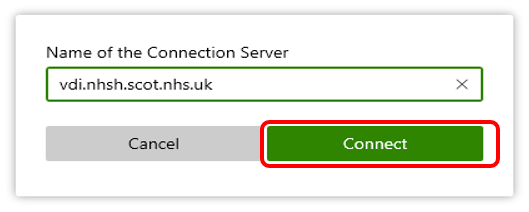 Name of the Connection Server
vdi.nhsh.scot.nhs.uk
Cancel Connect